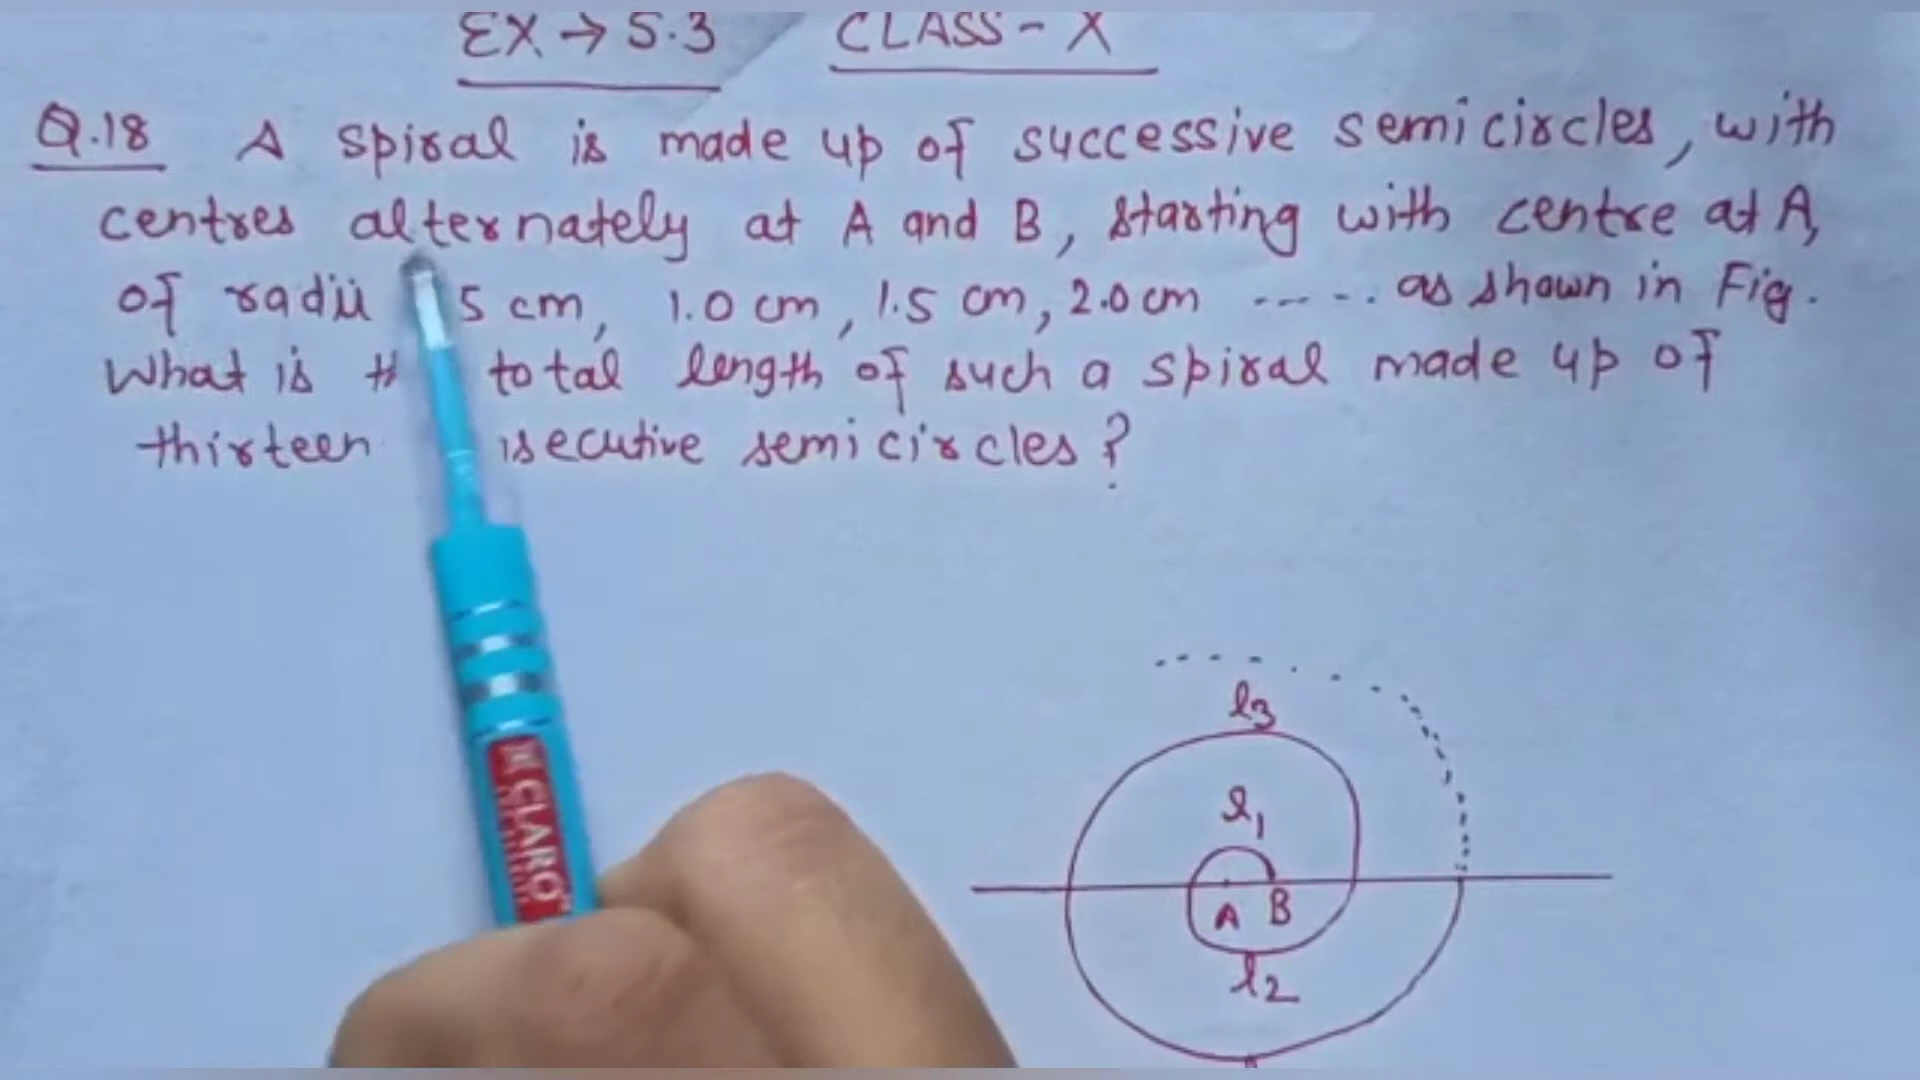 EX → 5.3 CLASS - X
Q.18 A spiral is made up of successive semicircles, with
centres alternately at A and B, starting with centre at A,
of radii 5 cm, 1.0 cm, 1.5 cm, 2.0 cm ----- as shown in Fig.
What is total length of such a spiral made up of
thirteen secutive semicircles?
l3
l1
A B
l2
CLARO